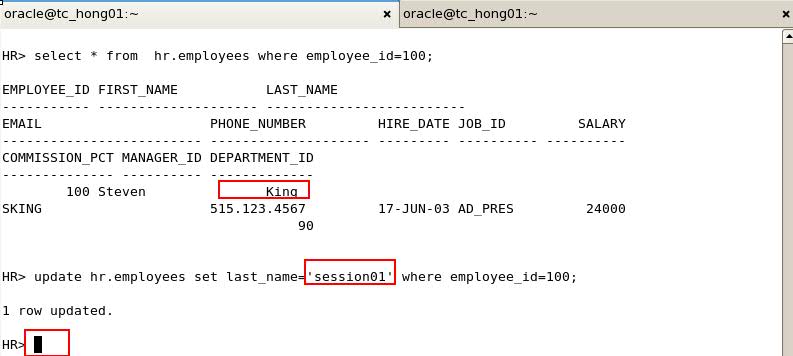 oracle@tc_hong01:~ × oracle@tc_hong01:~ ×
HR> select * from  hr.employees where employee_id=100;
EMPLOYEE_ID FIRST_NAME           LAST_NAME
----------- -------------------- -------------------------
EMAIL                     PHONE_NUMBER         HIRE_DATE JOB_ID         SALARY
------------------------- -------------------- --------- ---------- ----------
COMMISSION_PCT MANAGER_ID DEPARTMENT_ID
-------------- ---------- -------------
        100 Steven               King
SKING                     515.123.4567         17-JUN-03 AD_PRES         24000
                                     90
HR> update hr.employees set last_name='session01' where employee_id=100;
1 row updated.
HR>